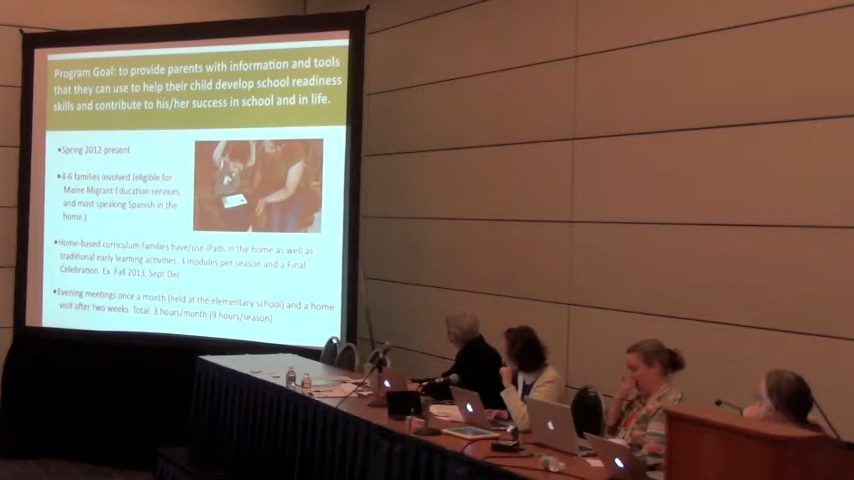 Program Goal: to provide parents with information and tools
that they can use to help their child develop school readiness
skills and contribute to his/her success in school and in life.
•Spring 2012-present
•4-6 families involved (eligible for
Maine Migrant Education services,
and most speaking Spanish in the
home.)
•Home-based curriculum-families have/use iPads in the home as well as
traditional early learning activities. 3 modules per season and a Final
Celebration. Ex. Fall 2013, Sept-Dec
•Evening meetings once a month (held at the elementary school) and a home
visit after two weeks. Total: 3 hours/month (9 hours/season)